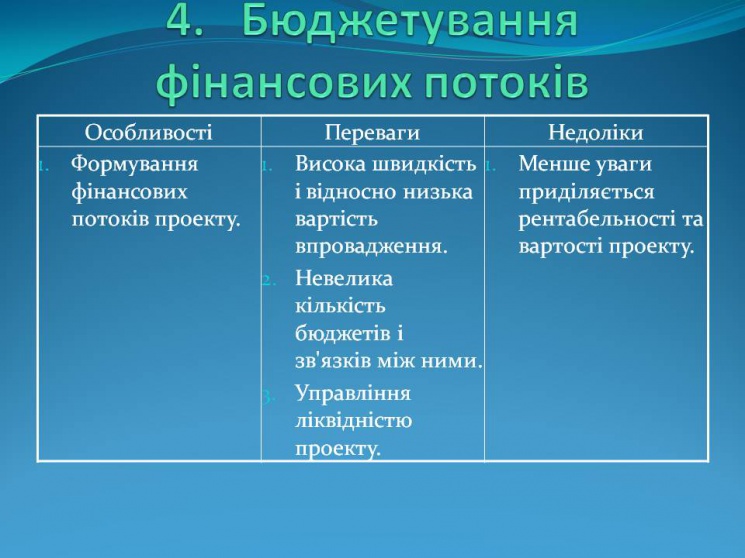 4. Бюджетування
фінансових потоків
Особливості
Переваги
Недоліки
1. Формування
фінансових
потоків проекту.
1. Висока швидкість
і відносно низька
вартість
впровадження.
2. Невелика
кількість
бюджетів і
зв'язків між ними.
3. Управління
ліквідністю
проекту.
1. Менше уваги
приділяється
рентабельності та
вартості проекту.